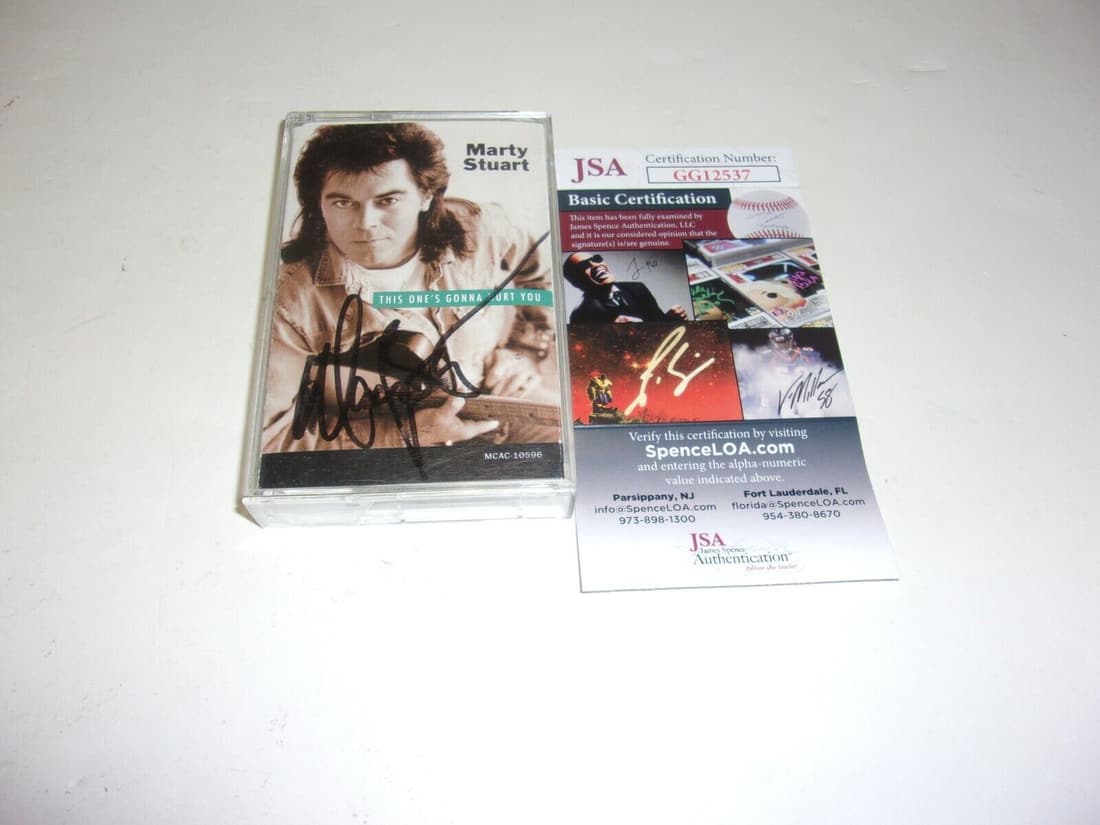 Marty
Stuart
THIS ONE'S GONNA HURT YOU
MCAC-10596
JSA
Certification Number:
GG12537
Basic Certification
This item has been fully examined by
James Spence Authentication, LLC
and it is our considered opinion that the
signature(s) is/are genuine.
Verify this certification by visiting
SpenceLOA.com
and entering the alpha-numeric
value indicated above.
Parsippany, NJ
info@SpenceLOA.com
973-898-1300
Fort Lauderdale, FL
florida@SpenceLOA.com
954-380-8670
JSA
James Spence
Authentication
follow the leader